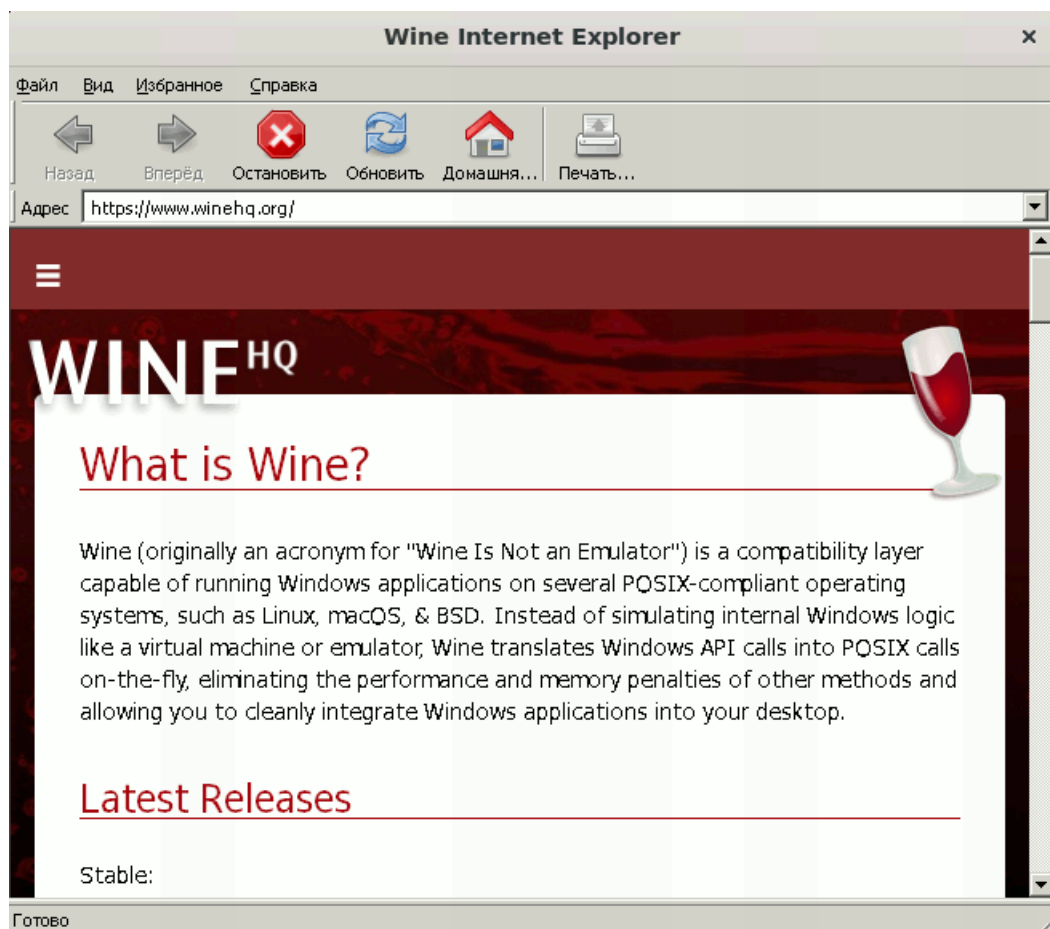 Wine Internet Explorer
Файл Вид Избранное Справка
Назад Вперёд Остановить Обновить Домашня... Печать...
Адрес https://www.winehq.org/
WINE HQ
What is Wine?
Wine (originally an acronym for "Wine Is Not an Emulator") is a compatibility layer
capable of running Windows applications on several POSIX-compliant operating
systems, such as Linux, macOS, & BSD. Instead of simulating internal Windows logic
like a virtual machine or emulator, Wine translates Windows API calls into POSIX calls
on-the-fly, eliminating the performance and memory penalties of other methods and
allowing you to cleanly integrate Windows applications into your desktop.
Latest Releases
Stable:
Готово